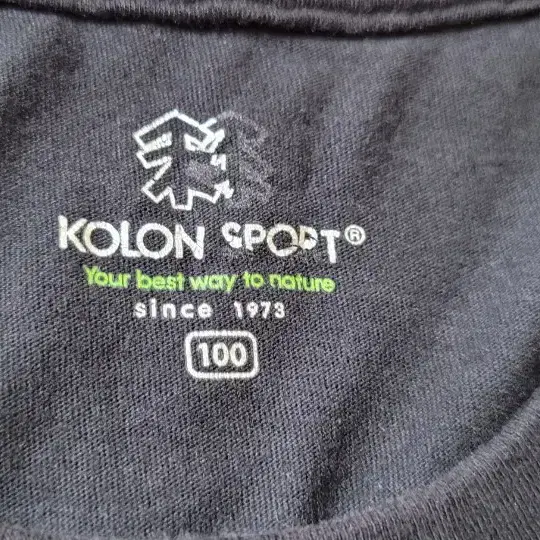 KOLON SPORT®
Your best way to nature
since 1973
100